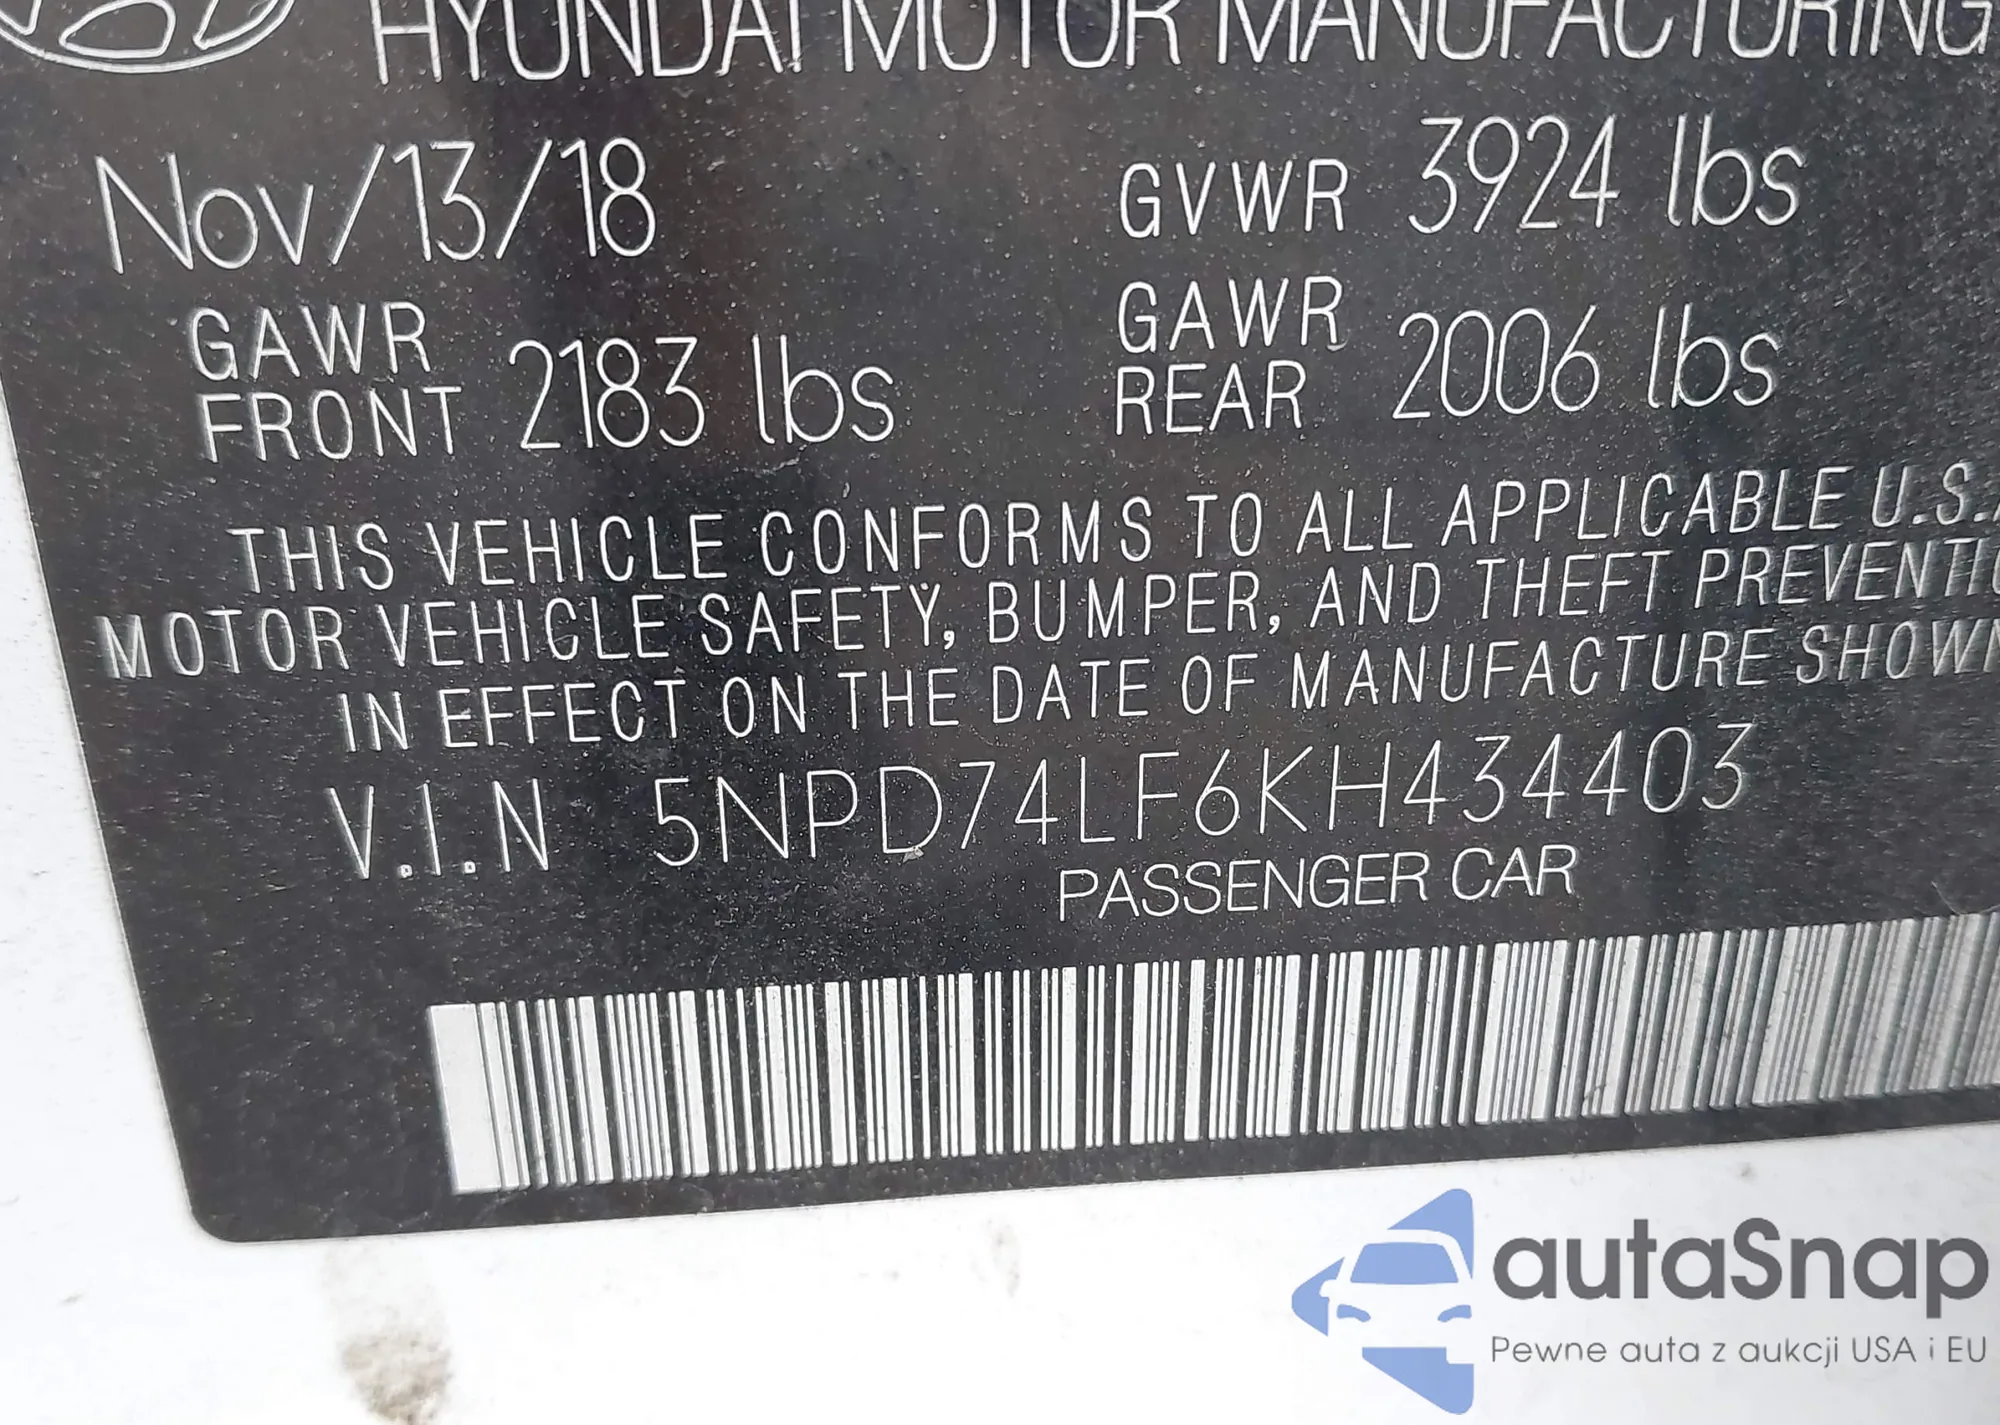 HYUNDAI MOTOR MANUFACTURING
Nov/13/18
GVWR 3924 lbs
GAWR
FRONT 2183 lbs
GAWR
REAR 2006 lbs
THIS VEHICLE CONFORMS TO ALL APPLICABLE U.S.
MOTOR VEHICLE SAFETY, BUMPER, AND THEFT PREVENTIO
IN EFFECT ON THE DATE OF MANUFACTURE SHOWN
V.I.N 5NPD74LF6KH434403
PASSENGER CAR
autaSnap
Pewne auta z aukcji USA i EU